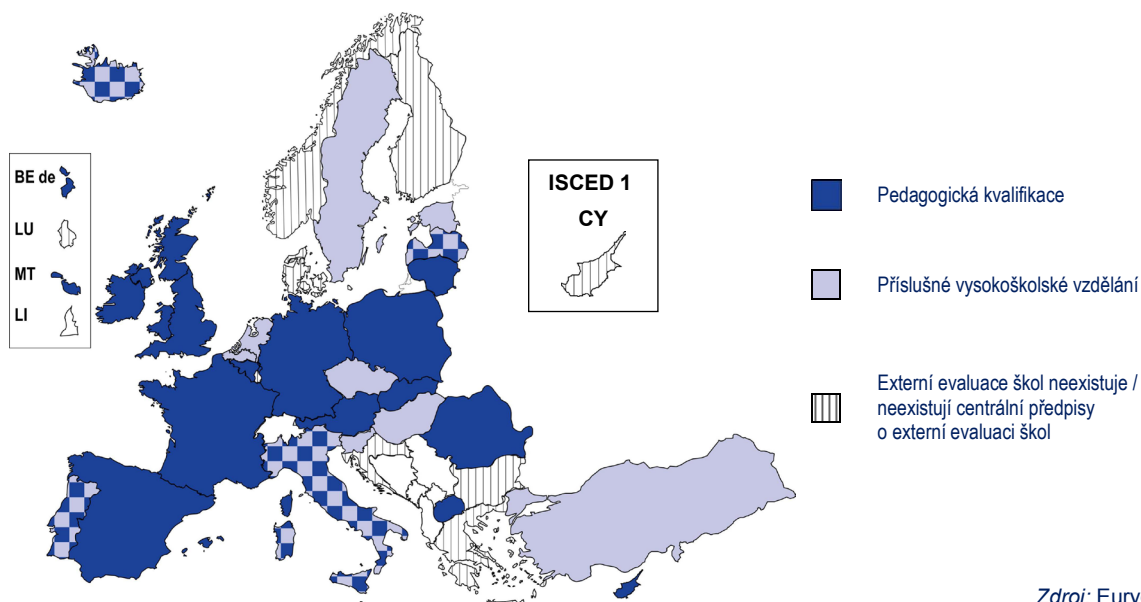 BE de
LU
MT
LI
ISCED 1
CY
Pedagogická kvalifikace
Příslušné vysokoškolské vzdělání
Externí evaluace škol neexistuje /
neexistují centrální předpisy
o externí evaluaci škol
Zdroj: Eury